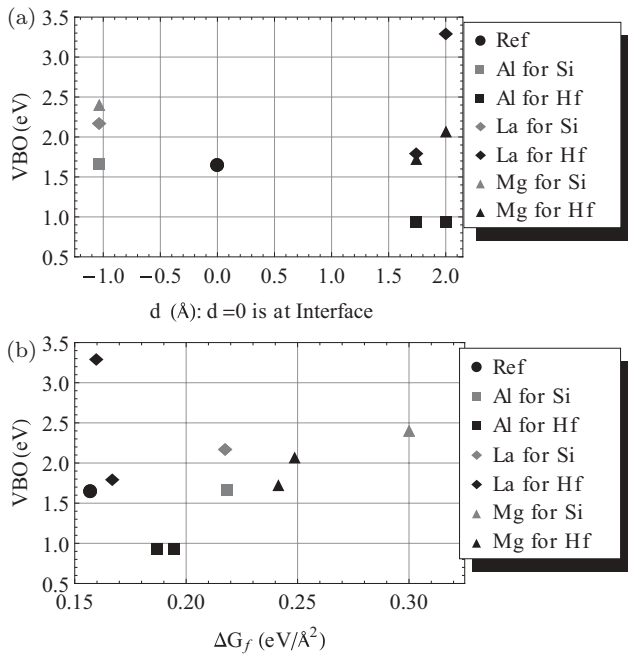 (a)
3.5
3.0
2.5
2.0
1.5
1.0
0.5
VBO (eV)
−1.0 −0.5 0.0 0.5 1.0 1.5 2.0
d (Å): d =0 is at Interface
Ref
Al for Si
Al for Hf
La for Si
La for Hf
Mg for Si
Mg for Hf
(b)
3.5
3.0
2.5
2.0
1.5
1.0
0.5
VBO (eV)
0.15 0.20 0.25 0.30
ΔG_f (eV/Å²)
Ref
Al for Si
Al for Hf
La for Si
La for Hf
Mg for Si
Mg for Hf